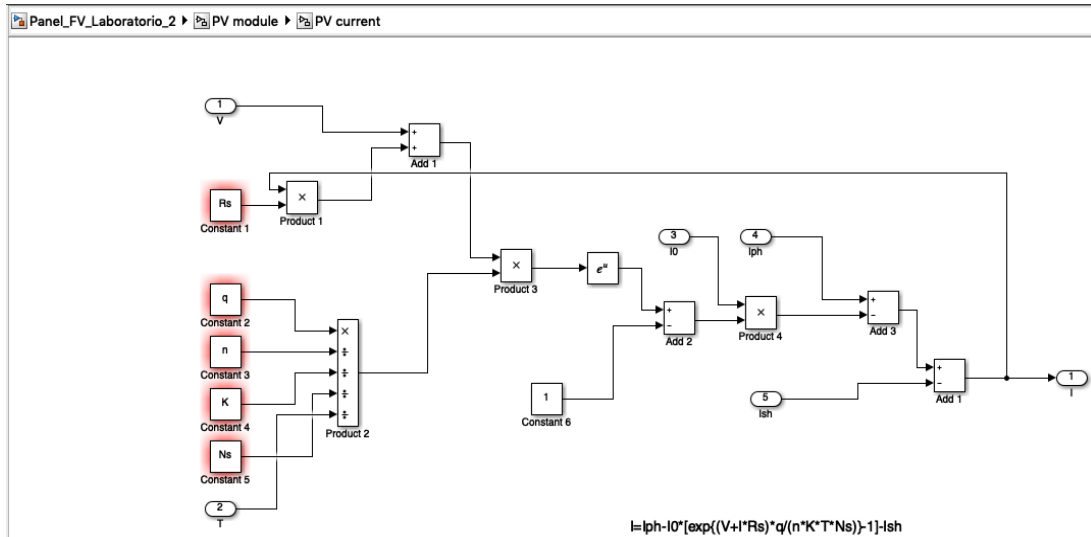 Panel_FV_Laboratorio_2 PV module PV current
1
V
+
+
Add 1
Rs
Constant 1
×
Product 1
×
Product 3
eᵘ
3
I0
4
Iph
q
Constant 2
n
Constant 3
K
Constant 4
Ns
Constant 5
2
T
×
÷
÷
÷
÷
Product 2
+
−
Add 2
×
Product 4
+
−
Add 3
1
Constant 6
5
Ish
+
−
Add 1
1
I
I=Iph-I0*[exp{(V+I*Rs)*q/(n*K*T*Ns)}-1]-Ish